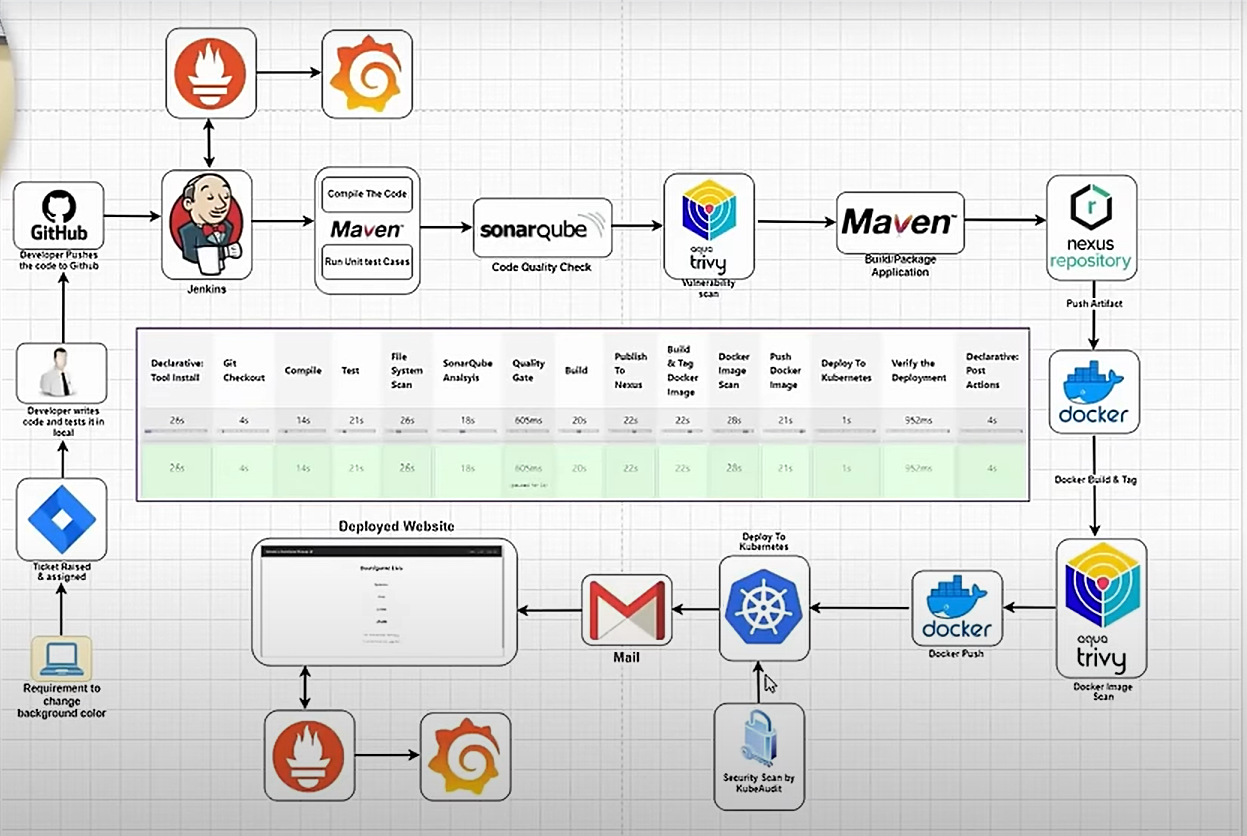 GitHub
Developer Pushes
the code to Github
Jenkins
Compile The Code
Maven™
Run Unit test Cases
sonarqube
Code Quality Check
aqua
trivy
Vulnerability
scan
Maven™
Build/Package
Application
nexus
repository
Push Artifact
docker
Docker Build & Tag
aqua
trivy
Docker Image
Scan
docker
Docker Push
Deploy To
Kubernetes
Security Scan by
KubeAudit
Mail
Deployed Website
Developer writes
code and tests it in
local
Ticket Raised
& assigned
Requirement to
change
background color
Declarative:
Tool Install
Git
Checkout
Compile
Test
File
System
Scan
SonarQube
Analsyis
Quality
Gate
Build
Publish
To
Nexus
Build
& Tag
Docker
Image
Docker
Image
Scan
Push
Docker
Image
Deploy To
Kubernetes
Verify the
Deployment
Declarative:
Post
Actions
26s 4s 14s 21s 26s 18s 605ms 20s 22s 22s 28s 21s 1s 952ms 4s
26s 4s 14s 21s 26s 18s 605ms 20s 22s 22s 28s 21s 1s 952ms 4s